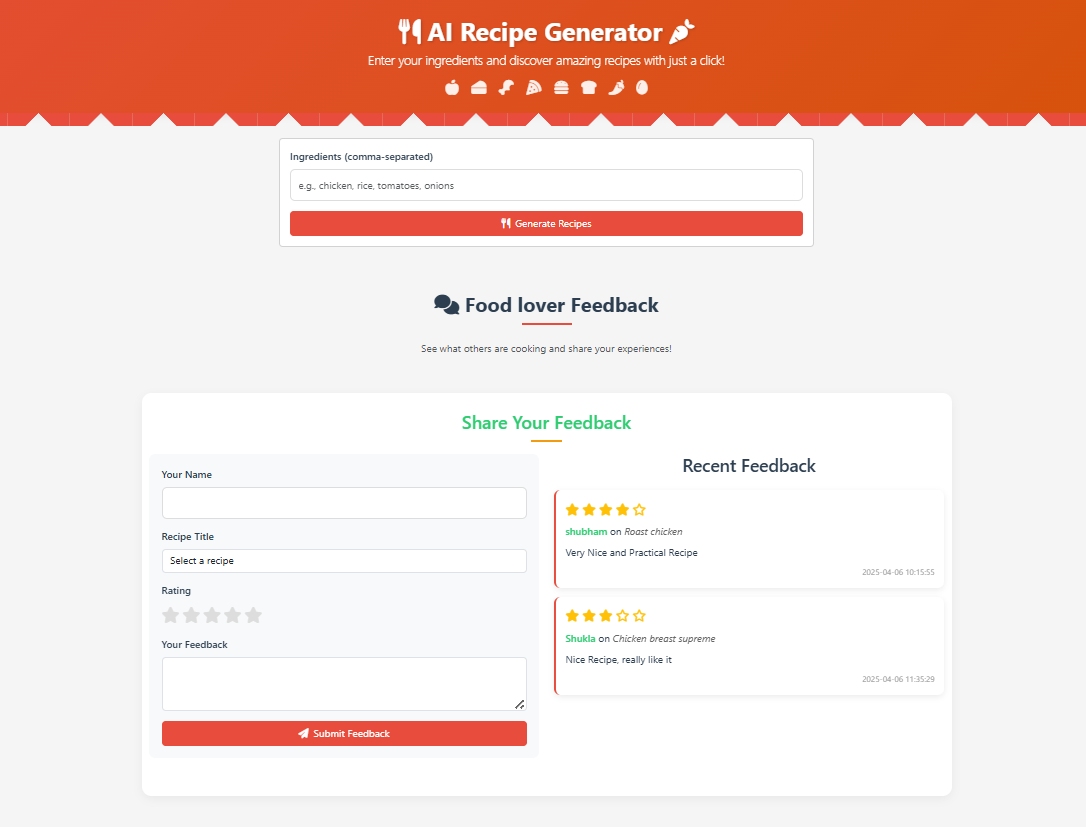 AI Recipe Generator
Enter your ingredients and discover amazing recipes with just a click!
Ingredients (comma-separated)
e.g., chicken, rice, tomatoes, onions
Generate Recipes
Food lover Feedback
See what others are cooking and share your experiences!
Share Your Feedback
Your Name
Recipe Title
Select a recipe
Rating
Your Feedback
Submit Feedback
Recent Feedback
shubham on Roast chicken
Very Nice and Practical Recipe
2025-04-06 10:15:55
Shukla on Chicken breast supreme
Nice Recipe, really like it
2025-04-06 11:35:29